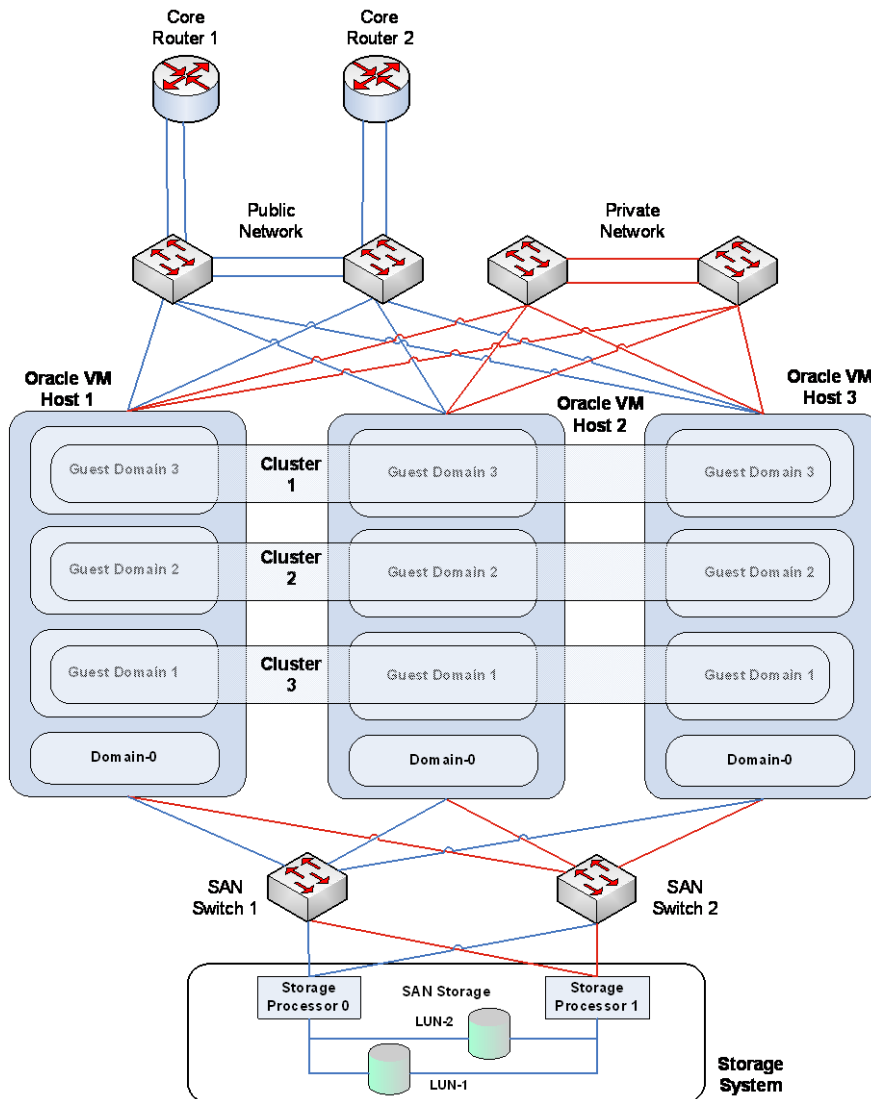 Core
Router 1
Core
Router 2
Public
Network
Private
Network
Oracle VM
Host 1
Oracle VM
Host 2
Oracle VM
Host 3
Guest Domain 3
Cluster
1
Guest Domain 3
Guest Domain 3
Guest Domain 2
Cluster
2
Guest Domain 2
Guest Domain 2
Guest Domain 1
Cluster
3
Guest Domain 1
Guest Domain 1
Domain-0
Domain-0
Domain-0
SAN
Switch 1
SAN
Switch 2
Storage
Processor 0
SAN Storage
Storage
Processor 1
LUN-2
LUN-1
Storage
System